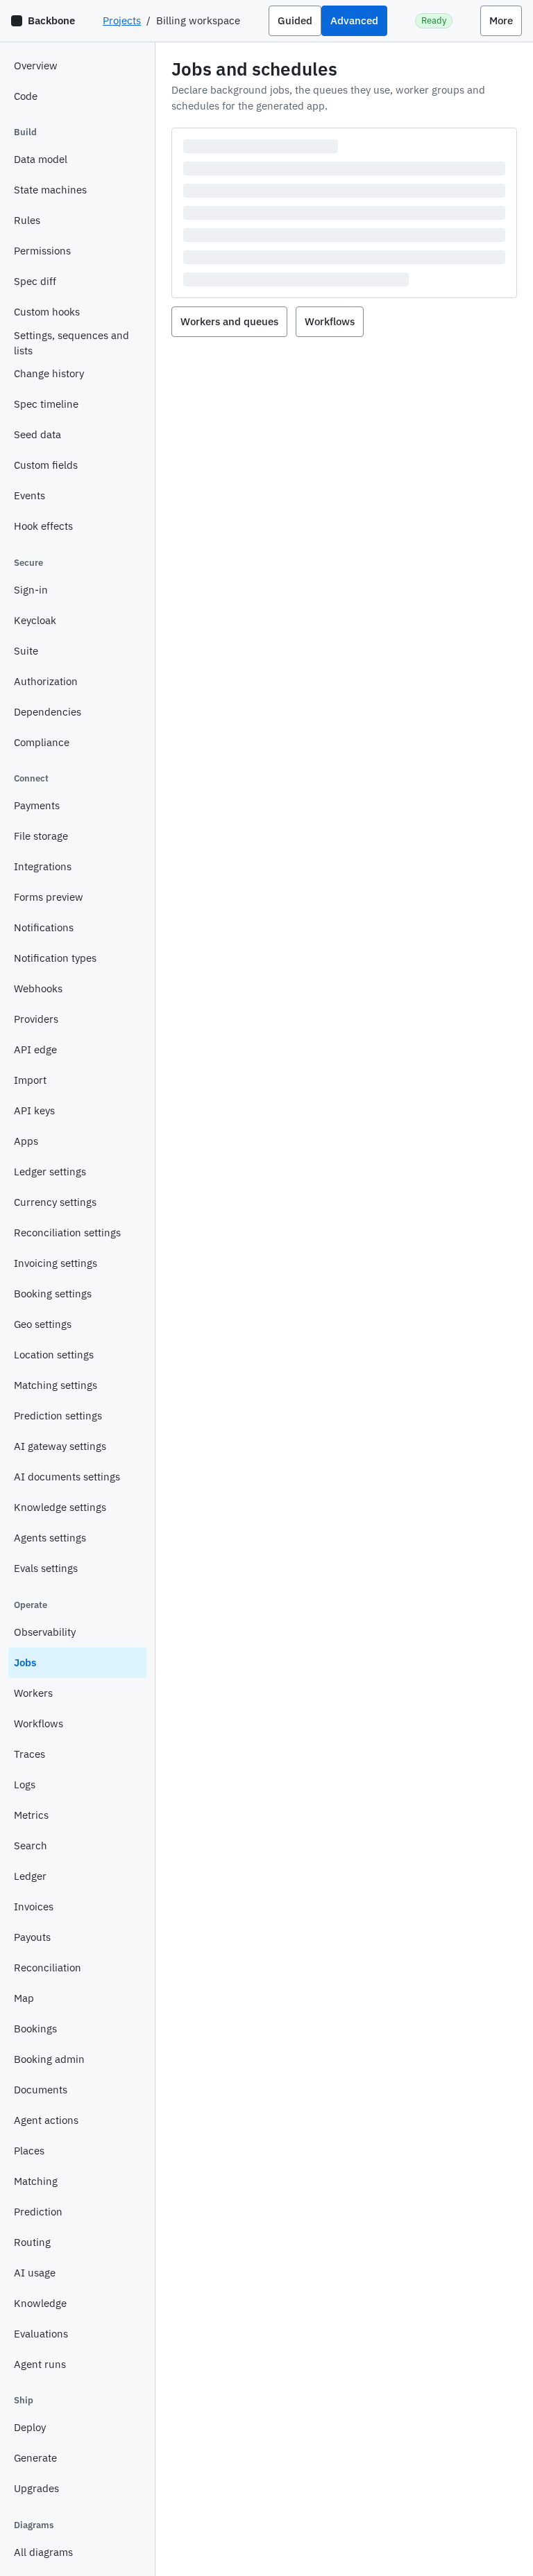 Backbone
Projects / Billing workspace
Guided
Advanced
Ready
More
Overview
Code
Build
Data model
State machines
Rules
Permissions
Spec diff
Custom hooks
Settings, sequences and
lists
Change history
Spec timeline
Seed data
Custom fields
Events
Hook effects
Secure
Sign-in
Keycloak
Suite
Authorization
Dependencies
Compliance
Connect
Payments
File storage
Integrations
Forms preview
Notifications
Notification types
Webhooks
Providers
API edge
Import
API keys
Apps
Ledger settings
Currency settings
Reconciliation settings
Invoicing settings
Booking settings
Geo settings
Location settings
Matching settings
Prediction settings
AI gateway settings
AI documents settings
Knowledge settings
Agents settings
Evals settings
Operate
Observability
Jobs
Workers
Workflows
Traces
Logs
Metrics
Search
Ledger
Invoices
Payouts
Reconciliation
Map
Bookings
Booking admin
Documents
Agent actions
Places
Matching
Prediction
Routing
AI usage
Knowledge
Evaluations
Agent runs
Ship
Deploy
Generate
Upgrades
Diagrams
All diagrams
Jobs and schedules
Declare background jobs, the queues they use, worker groups and
schedules for the generated app.
Workers and queues
Workflows